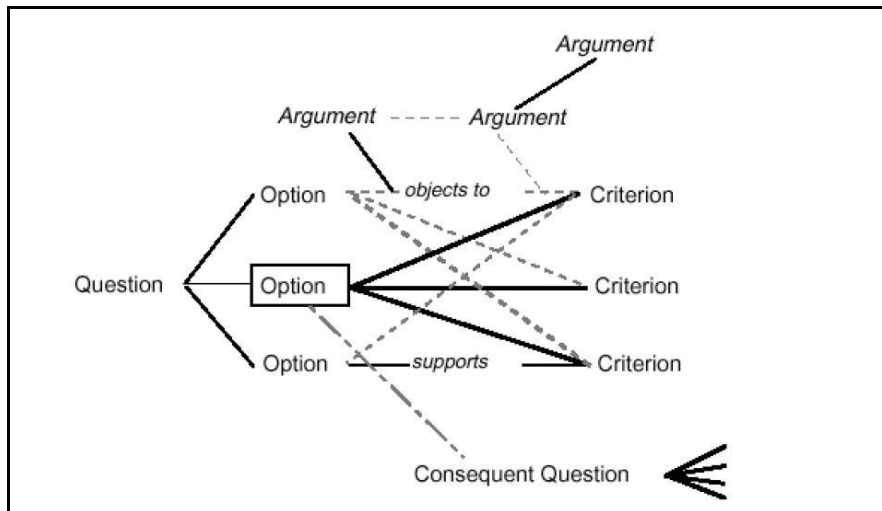 Argument
Argument Argument
Option objects to Criterion
Question Option Criterion
Option supports Criterion
Consequent Question